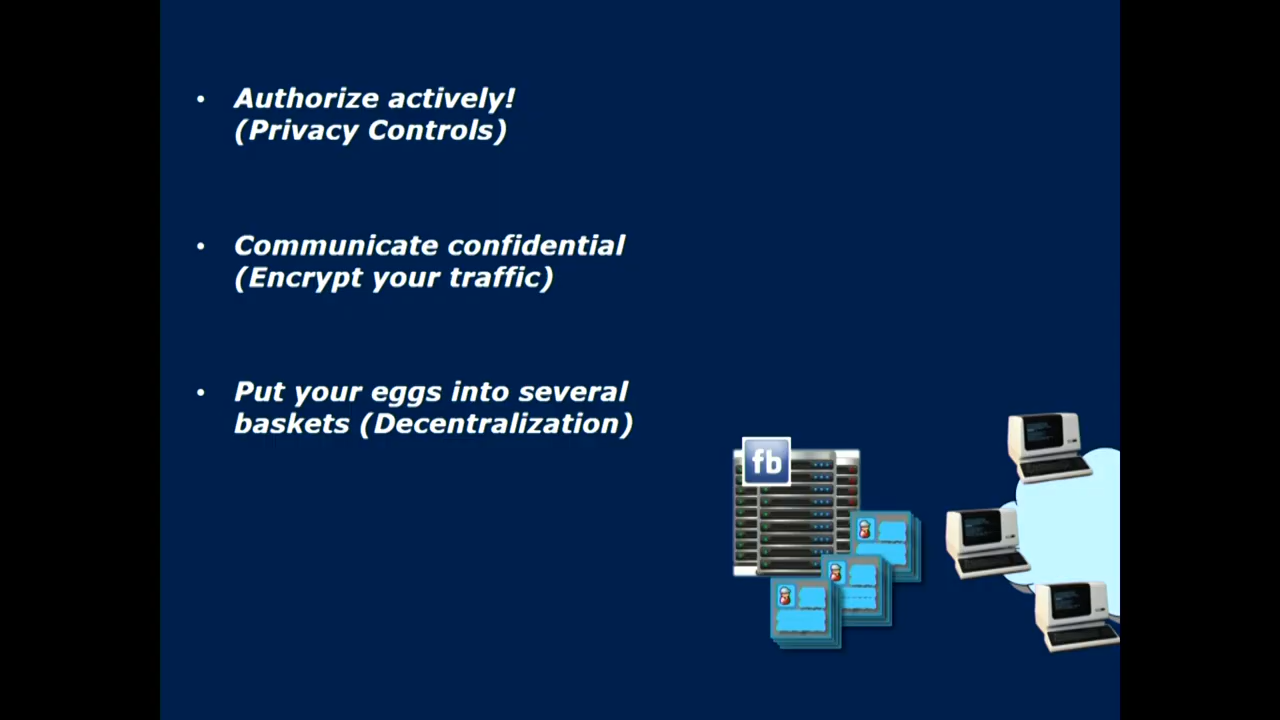 • Authorize actively!
(Privacy Controls)
• Communicate confidential
(Encrypt your traffic)
• Put your eggs into several
baskets (Decentralization)
fb